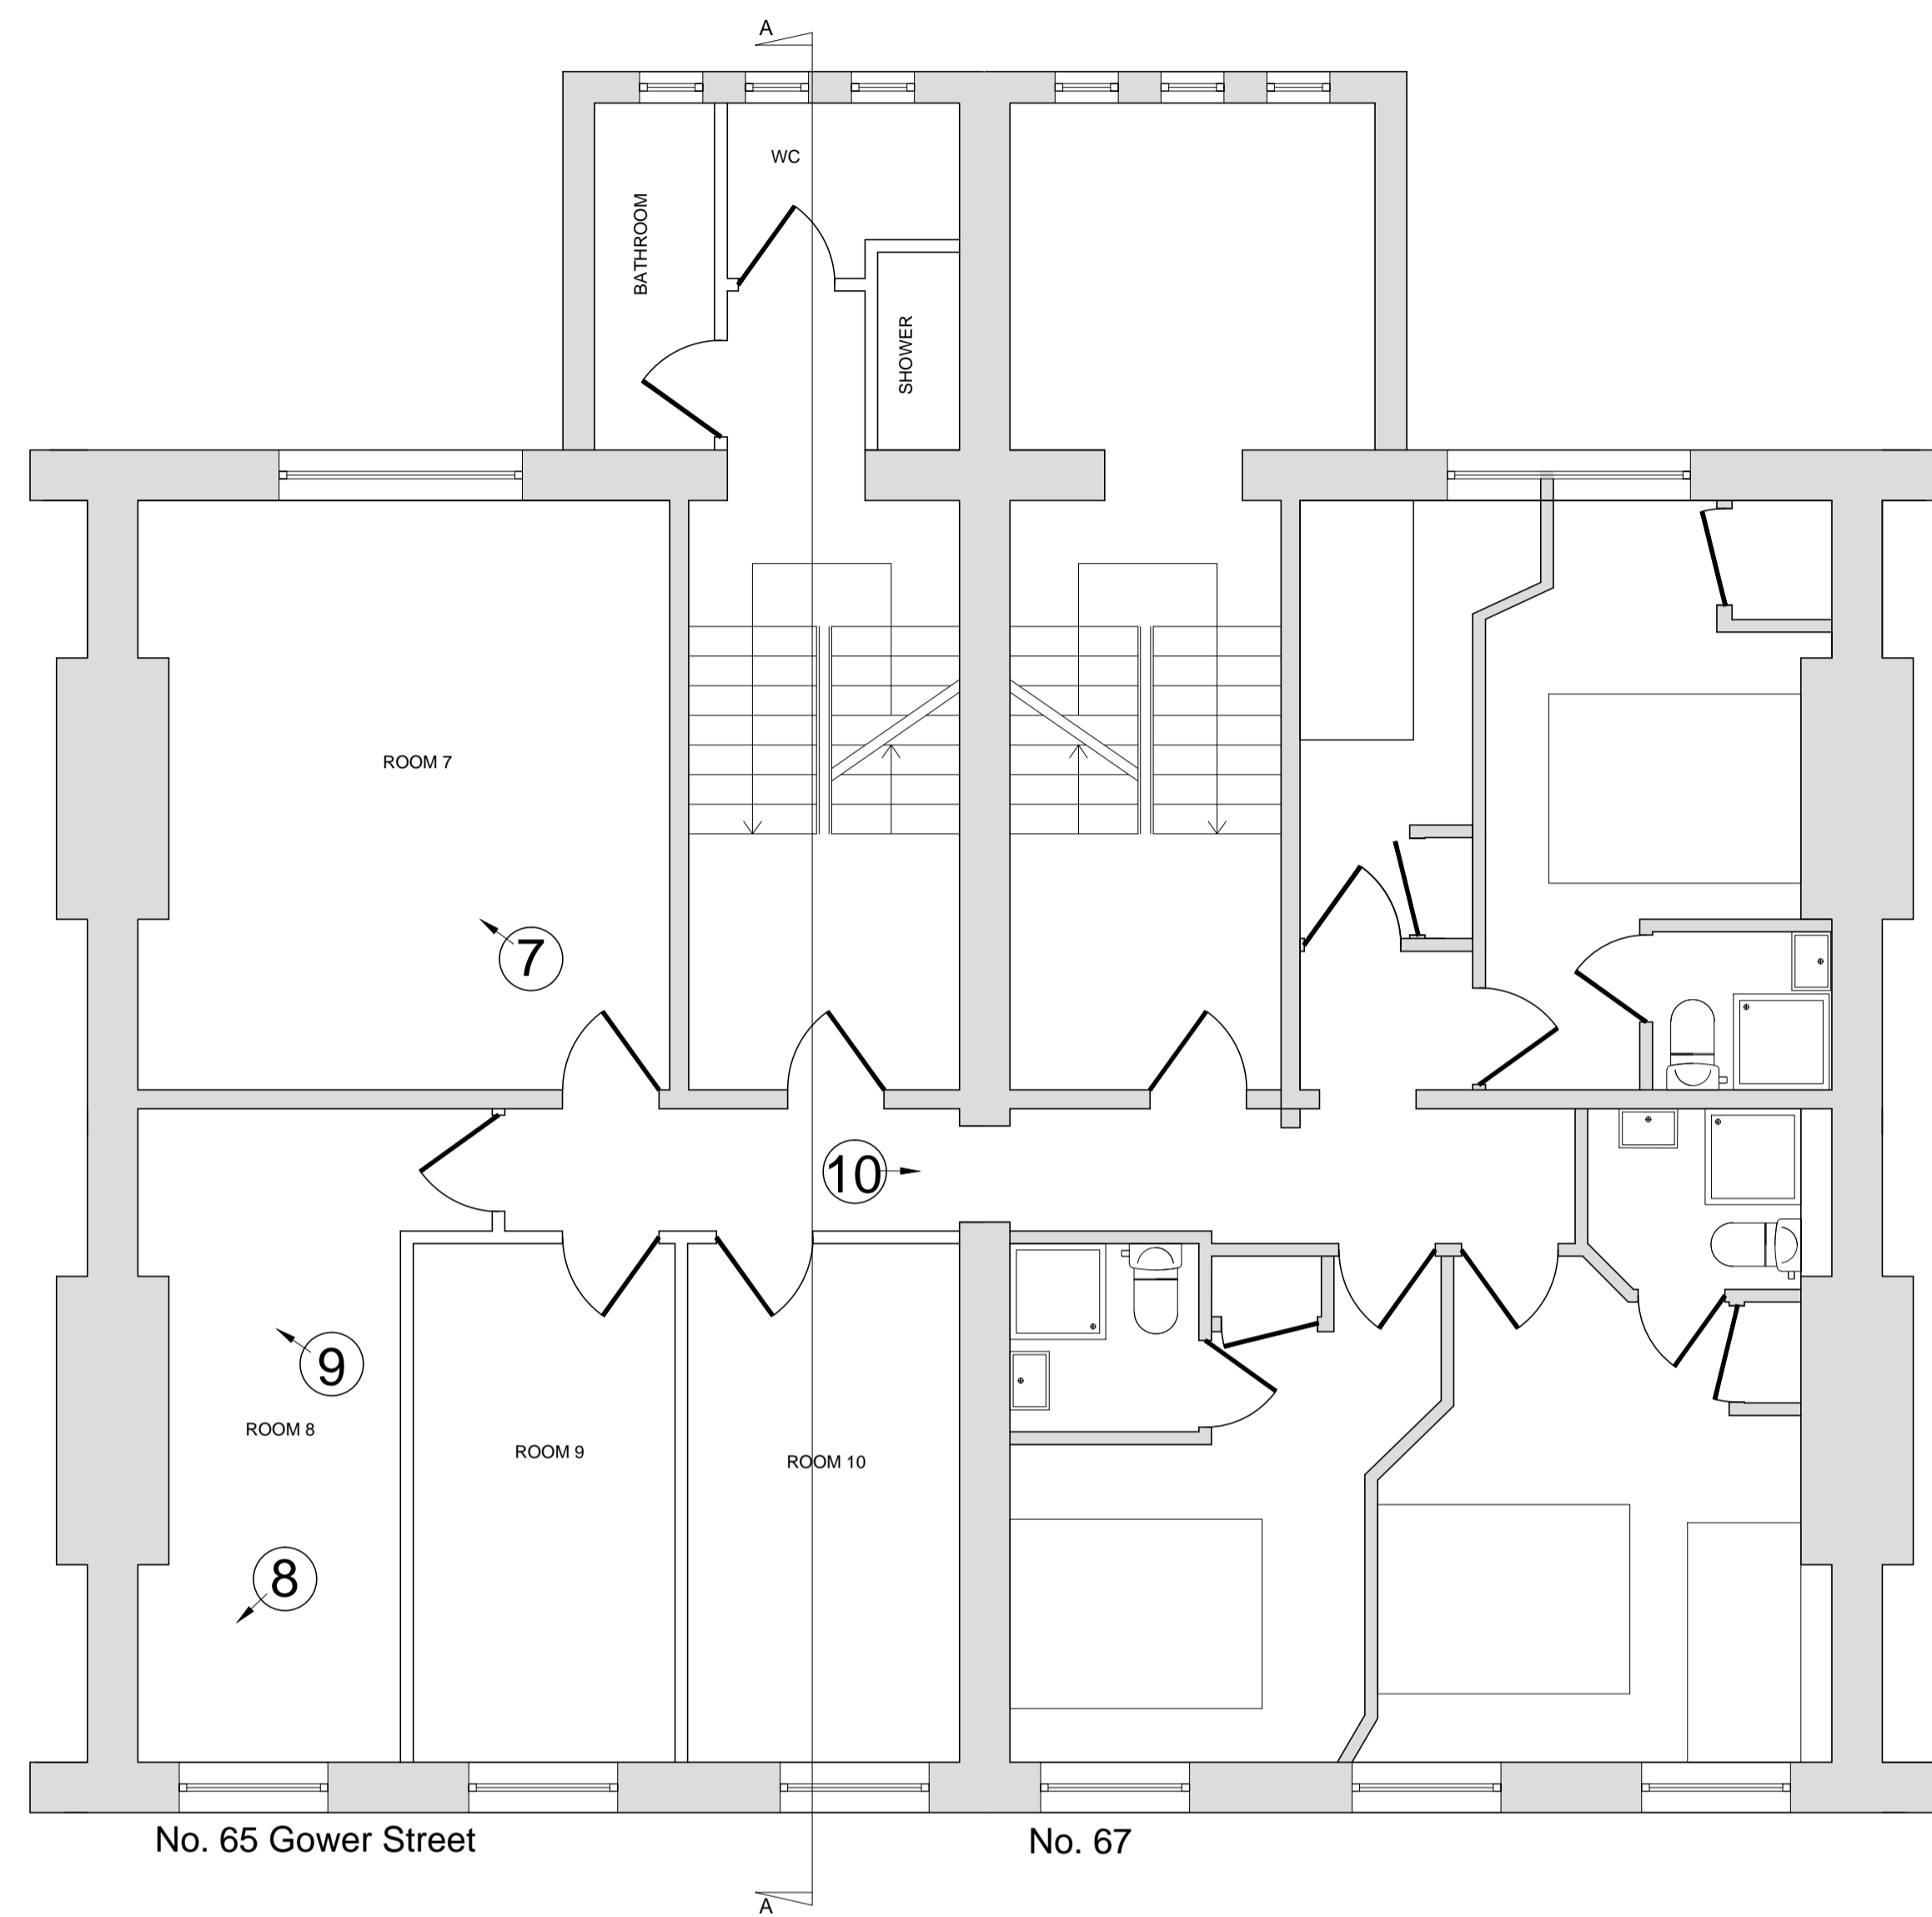 A
WC
BATHROOM
SHOWER
ROOM 7
7
10
9
ROOM 8
ROOM 9
ROOM 10
8
No. 65 Gower Street
No. 67
A